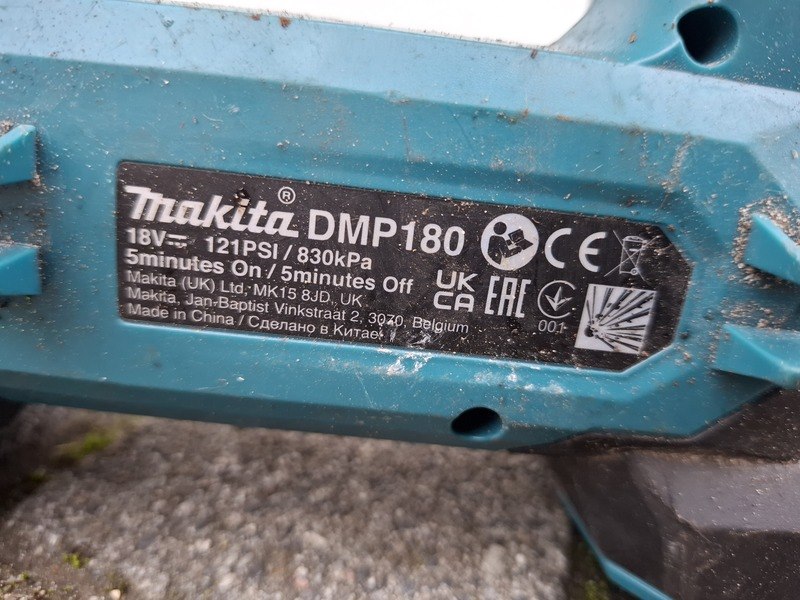 makita® DMP180
18V 121PSI / 830kPa
5minutes On / 5minutes Off
Makita (UK) Ltd. MK15 8JD, UK
Makita, Jan-Baptist Vinkstraat 2, 3070, Belgium
Made in China / Сделано в Китае
CE
UK
CA
EAC
001